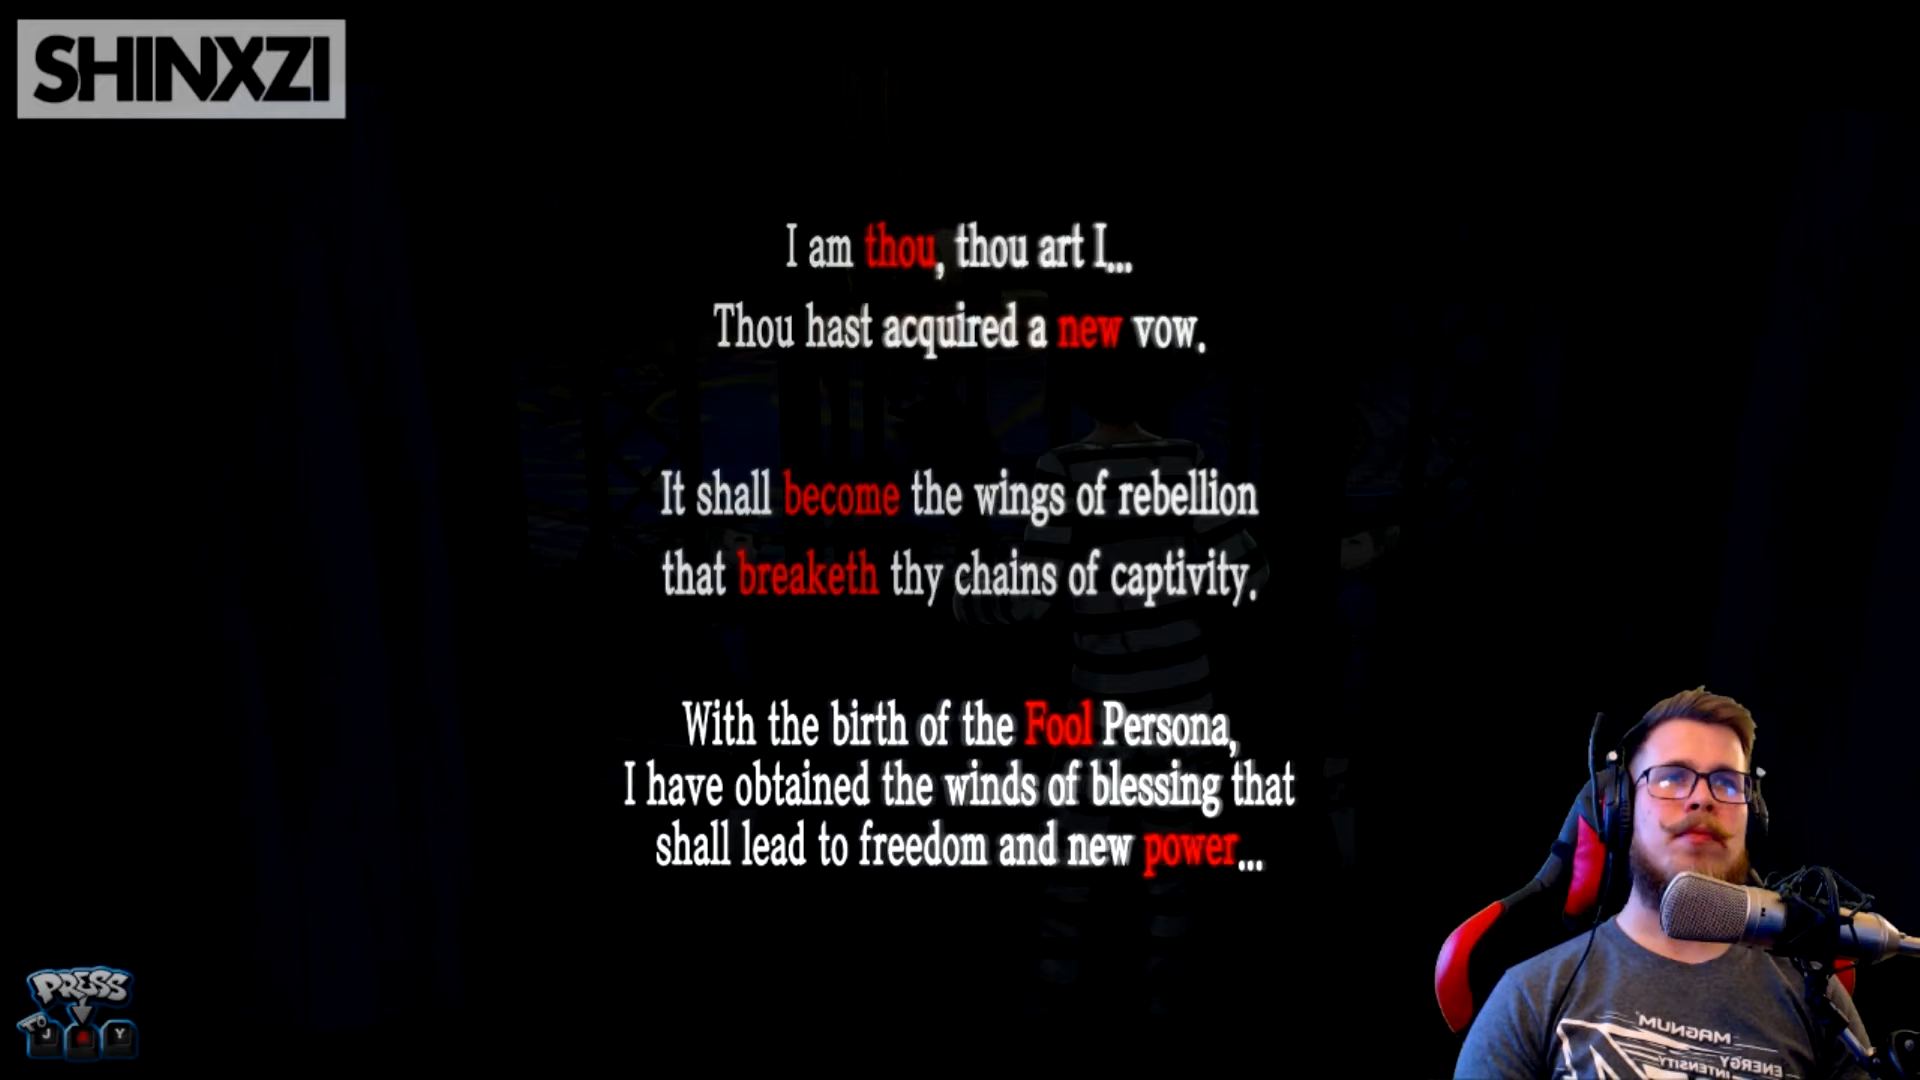 SHINXZI
I am thou, thou art I...
Thou hast acquired a new vow.
It shall become the wings of rebellion
that breaketh thy chains of captivity.
With the birth of the Fool Persona,
I have obtained the winds of blessing that
shall lead to freedom and new power...
PRESS
TO
J A Y
MAGNUM
ENERGY
INTENSITY